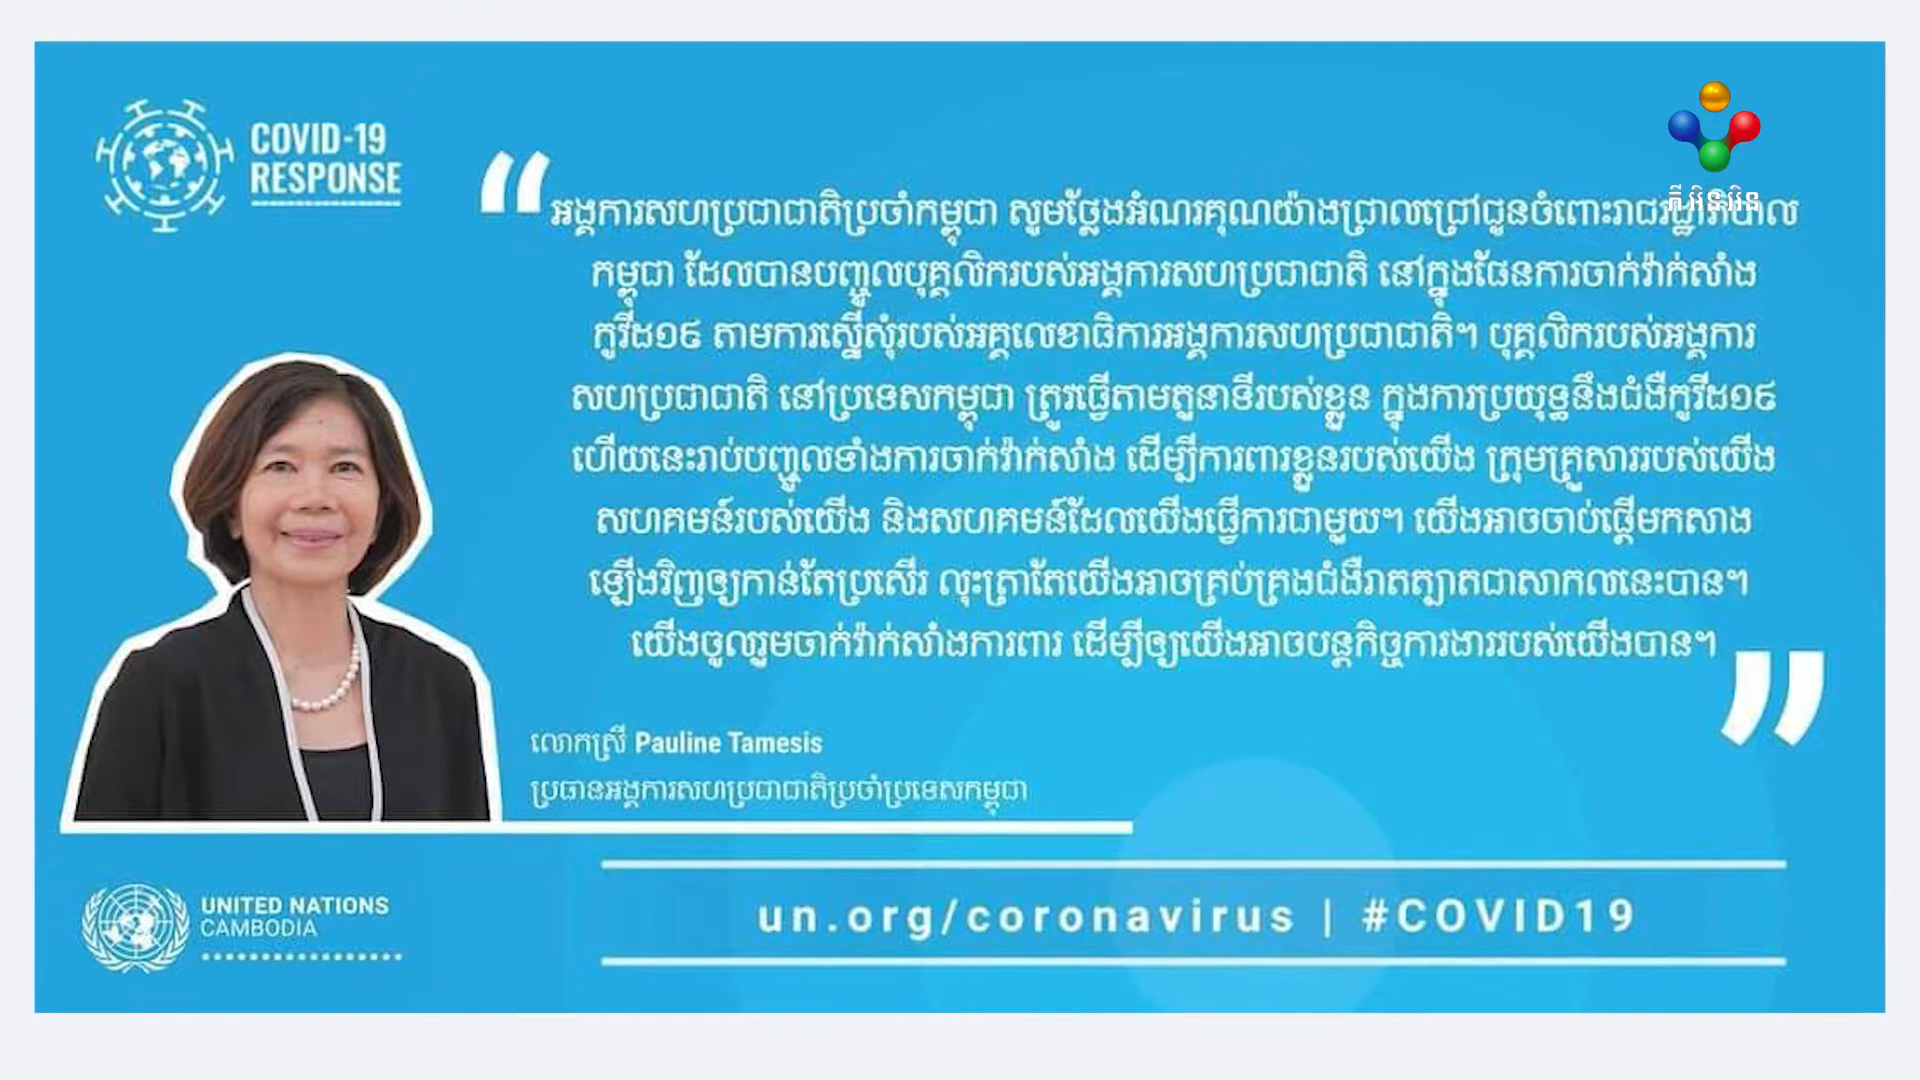 COVID-19
RESPONSE
“អង្គការសហប្រជាជាតិប្រចាំកម្ពុជា សូមថ្លែងអំណរគុណយ៉ាងជ្រាលជ្រៅជូនចំពោះរាជរដ្ឋាភិបាល
កម្ពុជា ដែលបានបញ្ចូលបុគ្គលិករបស់អង្គការសហប្រជាជាតិ នៅក្នុងផែនការចាក់វ៉ាក់សាំង
កូវីដ១៩ តាមការស្នើសុំរបស់អគ្គលេខាធិការអង្គការសហប្រជាជាតិ។ បុគ្គលិករបស់អង្គការ
សហប្រជាជាតិ នៅប្រទេសកម្ពុជា ត្រូវធ្វើតាមតួនាទីរបស់ខ្លួន ក្នុងការប្រយុទ្ធនឹងជំងឺកូវីដ១៩
ហើយនេះរាប់បញ្ចូលទាំងការចាក់វ៉ាក់សាំង ដើម្បីការពារខ្លួនរបស់យើង ក្រុមគ្រួសាររបស់យើង
សហគមន៍របស់យើង និងសហគមន៍ដែលយើងធ្វើការជាមួយ។ យើងអាចចាប់ផ្តើមកសាង
ឡើងវិញឲ្យកាន់តែប្រសើរ លុះត្រាតែយើងអាចគ្រប់គ្រងជំងឺរាតត្បាតជាសាកលនេះបាន។
យើងចូលរួមចាក់វ៉ាក់សាំងការពារ ដើម្បីឲ្យយើងអាចបន្តកិច្ចការងាររបស់យើងបាន។”
លោកស្រី Pauline Tamesis
ប្រធានអង្គការសហប្រជាជាតិប្រចាំប្រទេសកម្ពុជា
UNITED NATIONS
CAMBODIA
un.org/coronavirus | #COVID19